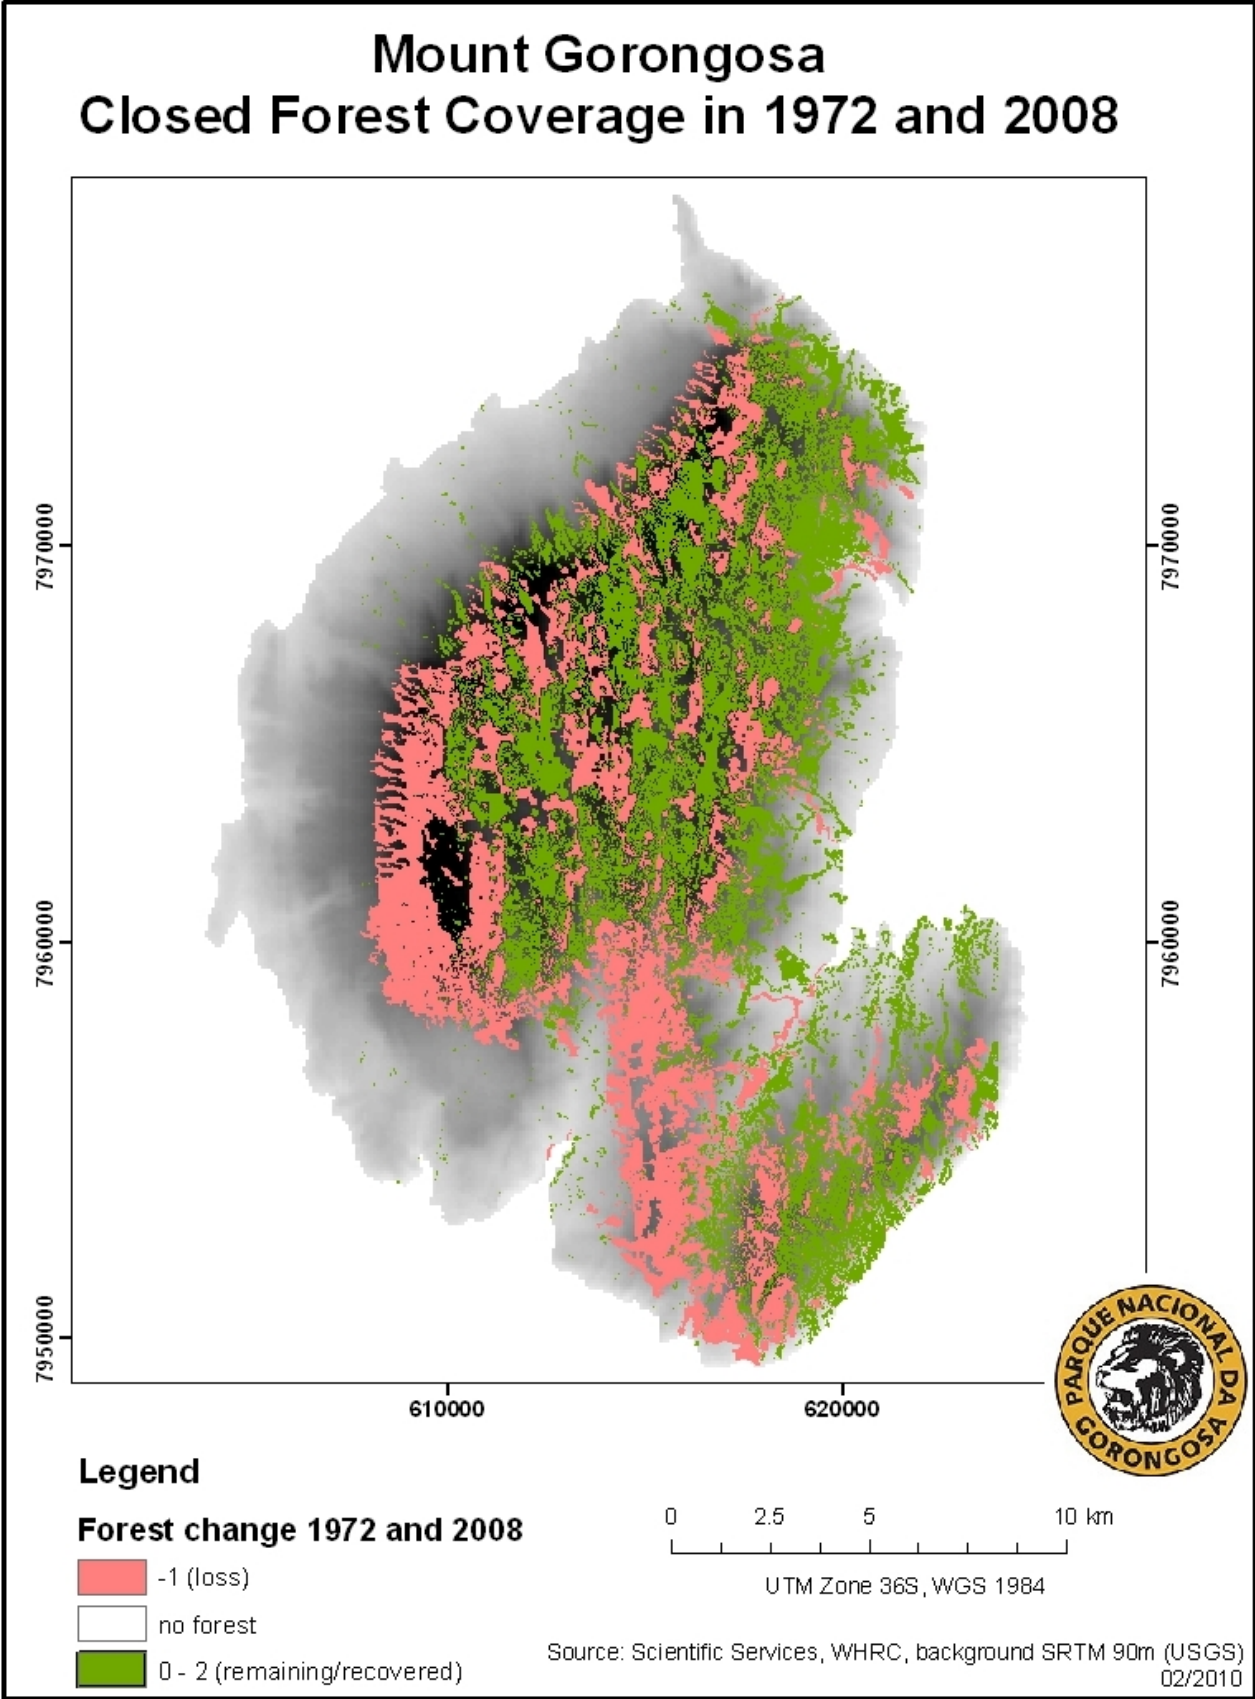 Mount Gorongosa
Closed Forest Coverage in 1972 and 2008
7970000
7970000
7960000
7960000
7950000
610000
620000
PARQUE NACIONAL DA
GORONGOSA
Legend
Forest change 1972 and 2008
-1 (loss)
no forest
0 - 2 (remaining/recovered)
0 2.5 5 10 km
UTM Zone 36S, WGS 1984
Source: Scientific Services, WHRC, background SRTM 90m (USGS)
02/2010